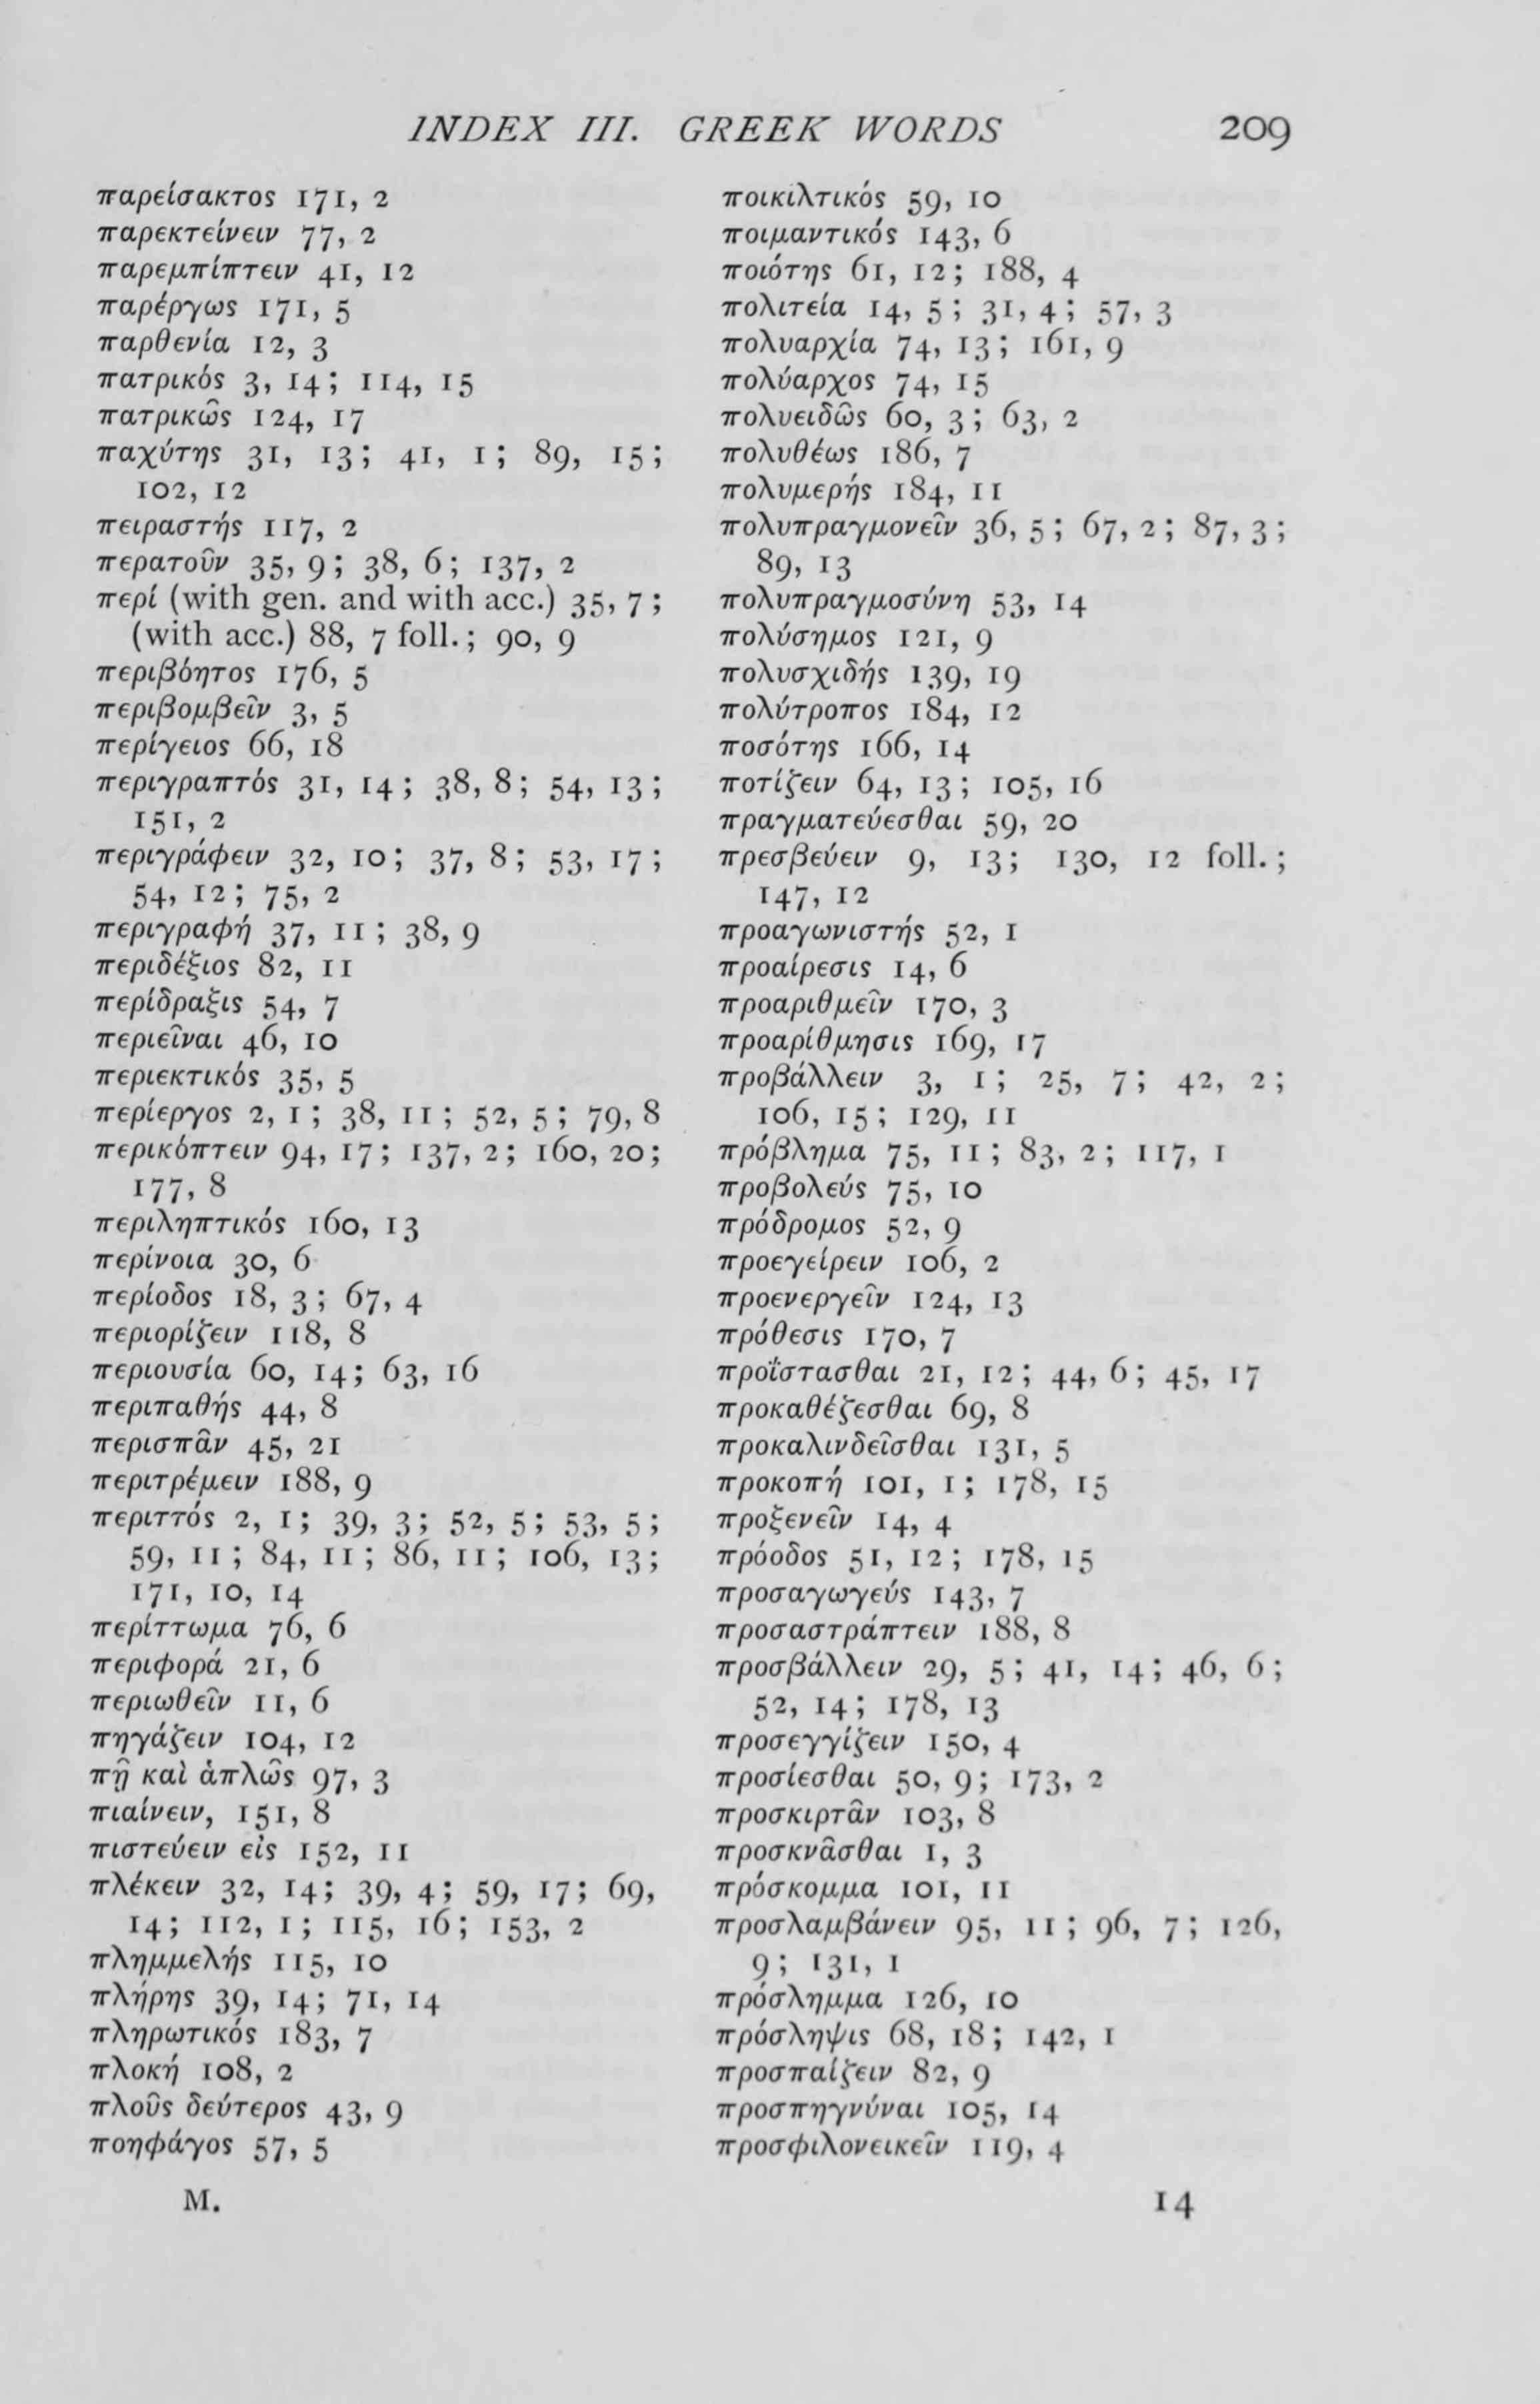 INDEX III. GREEK WORDS 209
παρείσακτος 171, 2
παρεκτείνειν 77, 2
παρεμπίπτειν 41, 12
παρέργως 171, 5
παρθενία 12, 3
πατρικός 3, 14; 114, 15
πατρικῶς 124, 17
παχύτης 31, 13; 41, 1; 89, 15;
102, 12
πειραστής 117, 2
περατοῦν 35, 9; 38, 6; 137, 2
περί (with gen. and with acc.) 35, 7;
(with acc.) 88, 7 foll.; 90, 9
περιβόητος 176, 5
περιβομβεῖν 3, 5
περίγειος 66, 18
περιγραπτός 31, 14; 38, 8; 54, 13;
151, 2
περιγράφειν 32, 10; 37, 8; 53, 17;
54, 12; 75, 2
περιγραφή 37, 11; 38, 9
περιδέξιος 82, 11
περίδραξις 54, 7
περιεῖναι 46, 10
περιεκτικός 35, 5
περίεργος 2, 1; 38, 11; 52, 5; 79, 8
περικόπτειν 94, 17; 137, 2; 160, 20;
177, 8
περιληπτικός 160, 13
περίνοια 30, 6
περίοδος 18, 3; 67, 4
περιορίζειν 118, 8
περιουσία 60, 14; 63, 16
περιπαθής 44, 8
περισπᾶν 45, 21
περιτρέμειν 188, 9
περιττός 2, 1; 39, 3; 52, 5; 53, 5;
59, 11; 84, 11; 86, 11; 106, 13;
171, 10, 14
περίττωμα 76, 6
περιφορά 21, 6
περιωθεῖν 11, 6
πηγάζειν 104, 12
πῇ καὶ ἁπλῶς 97, 3
πιαίνειν, 151, 8
πιστεύειν εἰς 152, 11
πλέκειν 32, 14; 39, 4; 59, 17; 69,
14; 112, 1; 115, 16; 153, 2
πλημμελής 115, 10
πλήρης 39, 14; 71, 14
πληρωτικός 183, 7
πλοκή 108, 2
πλοῦς δεύτερος 43, 9
ποηφάγος 57, 5
ποικιλτικός 59, 10
ποιμαντικός 143, 6
ποιότης 61, 12; 188, 4
πολιτεία 14, 5; 31, 4; 57, 3
πολυαρχία 74, 13; 161, 9
πολύαρχος 74, 15
πολυειδῶς 60, 3; 63, 2
πολυθέως 186, 7
πολυμερής 184, 11
πολυπραγμονεῖν 36, 5; 67, 2; 87, 3;
89, 13
πολυπραγμοσύνη 53, 14
πολύσημος 121, 9
πολυσχιδής 139, 19
πολύτροπος 184, 12
ποσότης 166, 14
ποτίζειν 64, 13; 105, 16
πραγματεύεσθαι 59, 20
πρεσβεύειν 9, 13; 130, 12 foll.;
147, 12
προαγωνιστής 52, 1
προαίρεσις 14, 6
προαριθμεῖν 170, 3
προαρίθμησις 169, 17
προβάλλειν 3, 1; 25, 7; 42, 2;
106, 15; 129, 11
πρόβλημα 75, 11; 83, 2; 117, 1
προβολεύς 75, 10
πρόδρομος 52, 9
προεγείρειν 106, 2
προενεργεῖν 124, 13
πρόθεσις 170, 7
προΐστασθαι 21, 12; 44, 6; 45, 17
προκαθέζεσθαι 69, 8
προκαλινδεῖσθαι 131, 5
προκοπή 101, 1; 178, 15
προξενεῖν 14, 4
πρόοδος 51, 12; 178, 15
προσαγωγεύς 143, 7
προσαστράπτειν 188, 8
προσβάλλειν 29, 5; 41, 14; 46, 6;
52, 14; 178, 13
προσεγγίζειν 150, 4
προσίεσθαι 50, 9; 173, 2
προσκιρτᾶν 103, 8
προσκνᾶσθαι 1, 3
πρόσκομμα 101, 11
προσλαμβάνειν 95, 11; 96, 7; 126,
9; 131, 1
πρόσλημμα 126, 10
πρόσληψις 68, 18; 142, 1
προσπαίζειν 82, 9
προσπηγνύναι 105, 14
προσφιλονεικεῖν 119, 4
M. 14